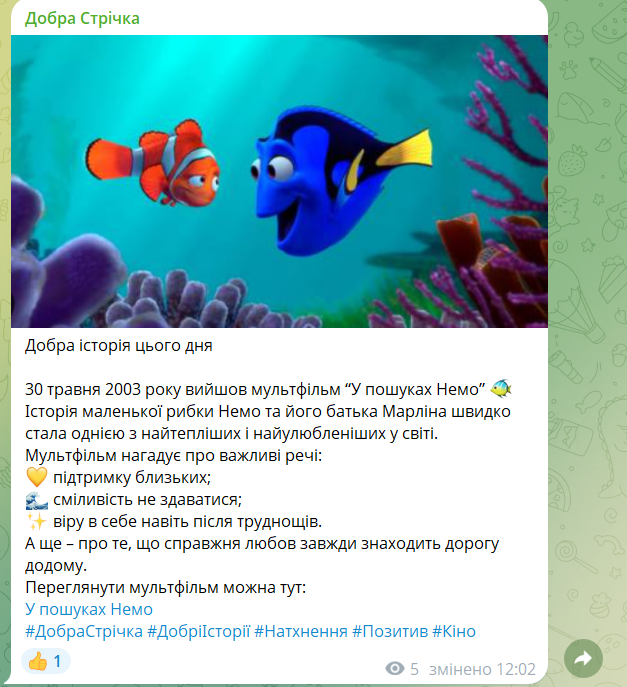 Добра Стрічка
Добра історія цього дня
30 травня 2003 року вийшов мультфільм “У пошуках Немо” 🐠
Історія маленької рибки Немо та його батька Марліна швидко
стала однією з найтепліших і найулюбленіших у світі.
Мультфільм нагадує про важливі речі:
💛 підтримку близьких;
🌊 сміливість не здаватися;
✨ віру в себе навіть після труднощів.
А ще – про те, що справжня любов завжди знаходить дорогу
додому.
Переглянути мультфільм можна тут:
У пошуках Немо
#ДобраСтрічка #ДобріІсторії #Натхнення #Позитив #Кіно
👍 1
5 змінено 12:02